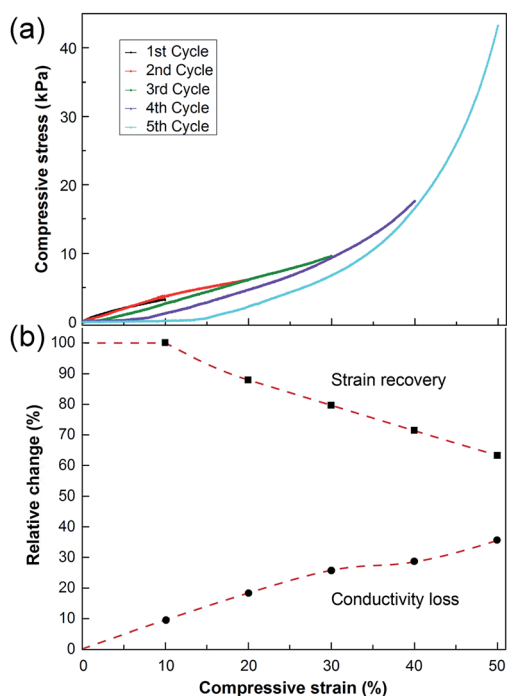 (a)
Compressive stress (kPa)
40
30
20
10
0
1st Cycle
2nd Cycle
3rd Cycle
4th Cycle
5th Cycle
(b)
Relative change (%)
100
90
80
70
60
50
40
30
20
10
0
Strain recovery
Conductivity loss
0 10 20 30 40 50
Compressive strain (%)